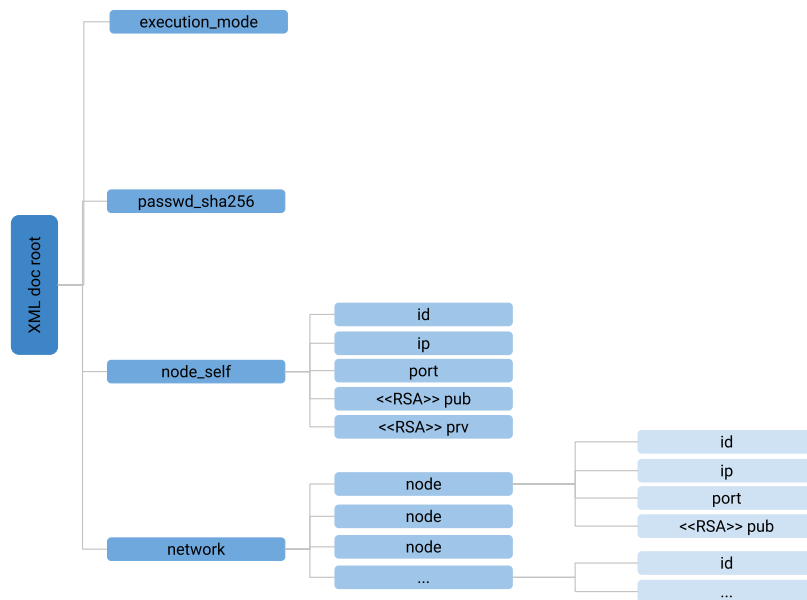 execution_mode
passwd_sha256
XML doc root
node_self
id
ip
port
<<RSA>> pub
<<RSA>> prv
network
node
node
node
...
id
ip
port
<<RSA>> pub
id
...